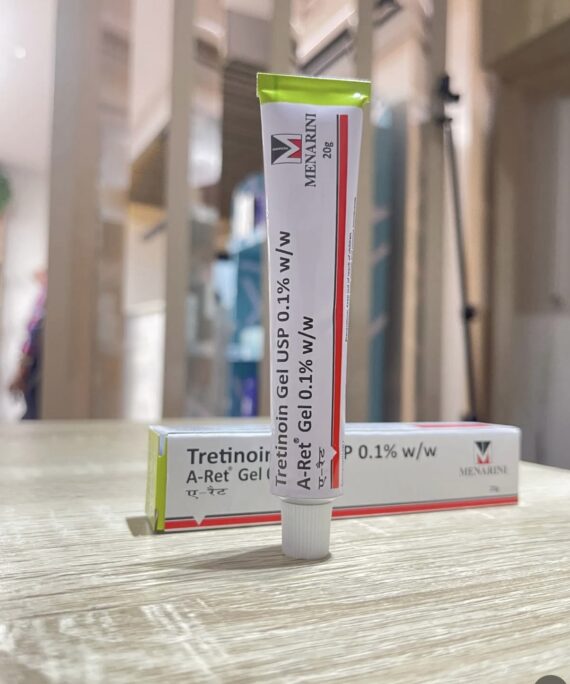 MENARINI
20g
Tretinoin Gel USP 0.1% w/w
A-Ret® Gel 0.1% w/w
ए-रैट
Tretinoin
P 0.1% w/w
A-Ret® Gel
ए-रैट
MENARINI
20g